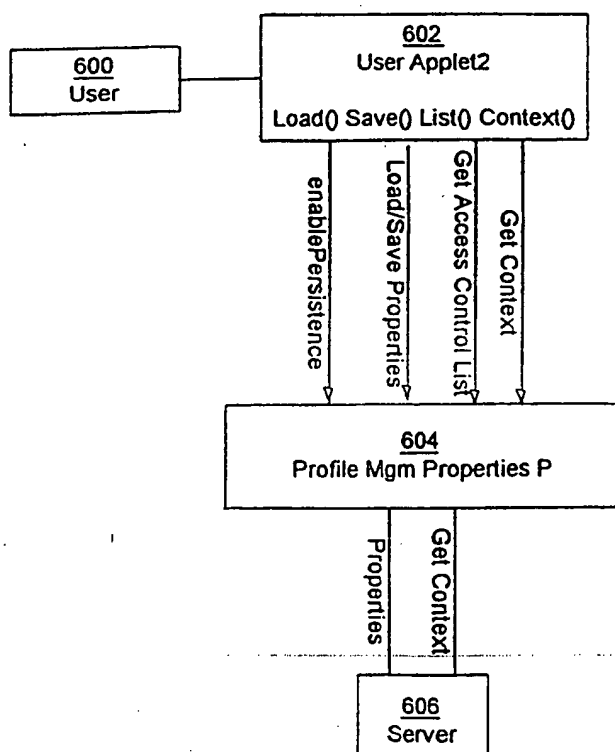 600
User
602
User Applet2
Load() Save() List() Context()
enablePersistence
Load/Save Properties
Get Access Control List
Get Context
604
Profile Mgm Properties P
Properties
Get Context
606
Server